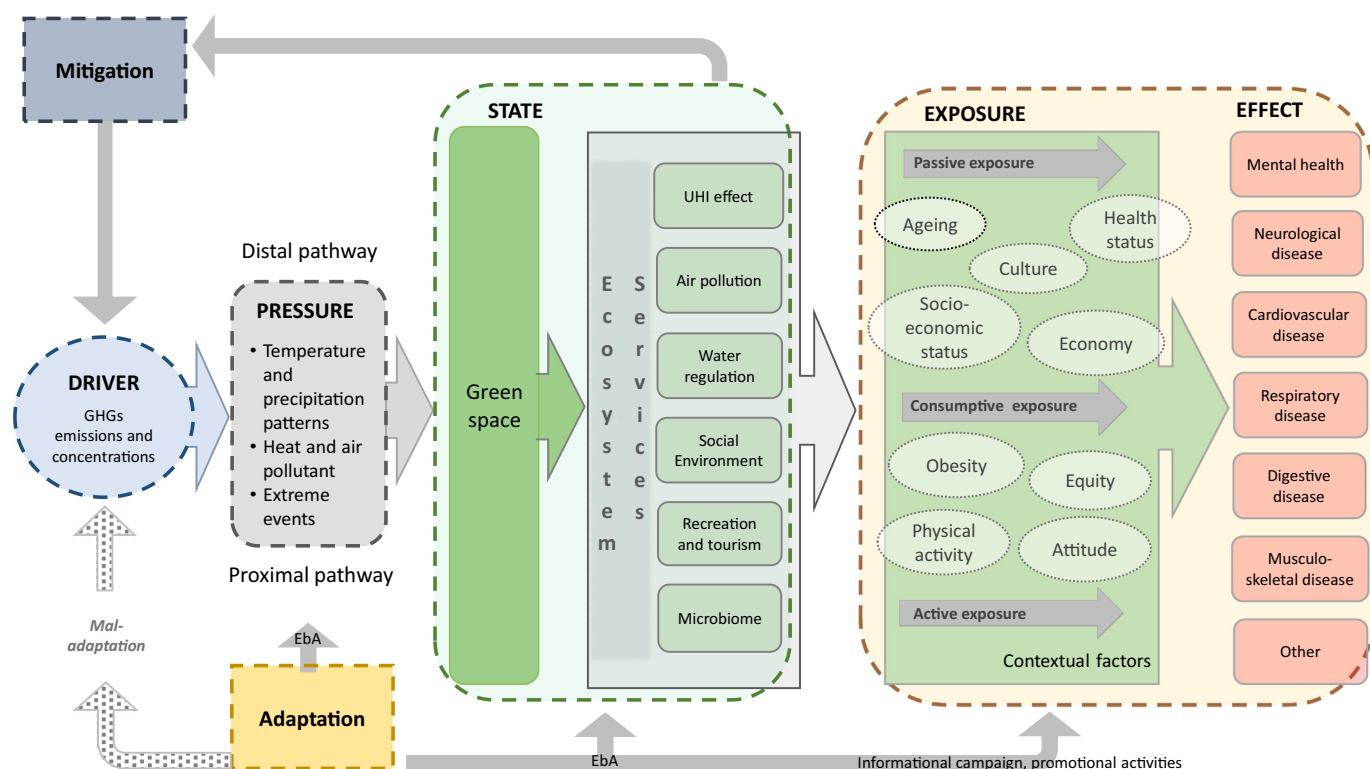 Mitigation
Distal pathway
PRESSURE
• Temperature
and
precipitation
patterns
• Heat and air
pollutant
• Extreme
events
Proximal pathway
DRIVER
GHGs
emissions and
concentrations
Mal-
adaptation
EbA
Adaptation
STATE
Green
space
Ecosystem
Services
UHI effect
Air pollution
Water
regulation
Social
Environment
Recreation
and tourism
Microbiome
EbA
EXPOSURE
Passive exposure
Ageing
Health
status
Culture
Socio-
economic
status
Economy
Consumptive exposure
Obesity
Equity
Physical
activity
Attitude
Active exposure
Contextual factors
Informational campaign, promotional activities
EFFECT
Mental health
Neurological
disease
Cardiovascular
disease
Respiratory
disease
Digestive
disease
Musculo-
skeletal disease
Other